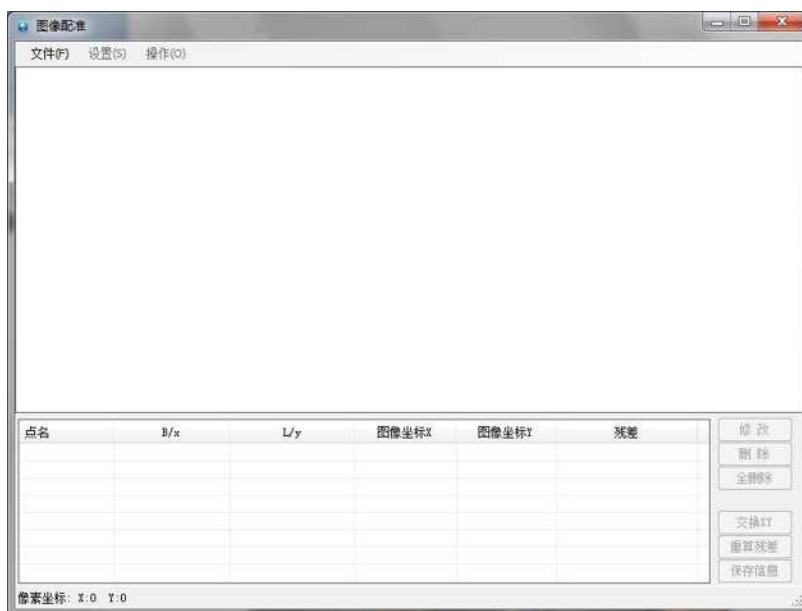 图像配准
文件(F) 设置(S) 操作(O)
点名 B/x L/y 图像坐标X 图像坐标Y 残差
修 改
删 除
全删除
交换XY
重算残差
保存信息
像素坐标: X:0 Y:0